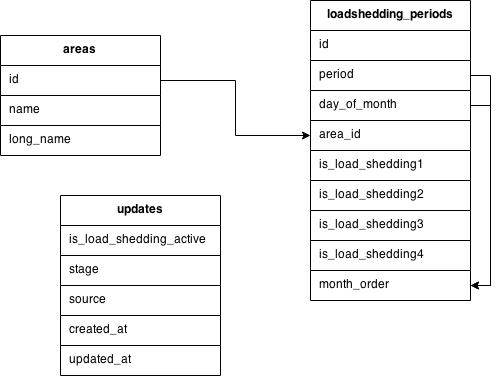 areas
id
name
long_name
loadshedding_periods
id
period
day_of_month
area_id
is_load_shedding1
is_load_shedding2
is_load_shedding3
is_load_shedding4
month_order
updates
is_load_shedding_active
stage
source
created_at
updated_at